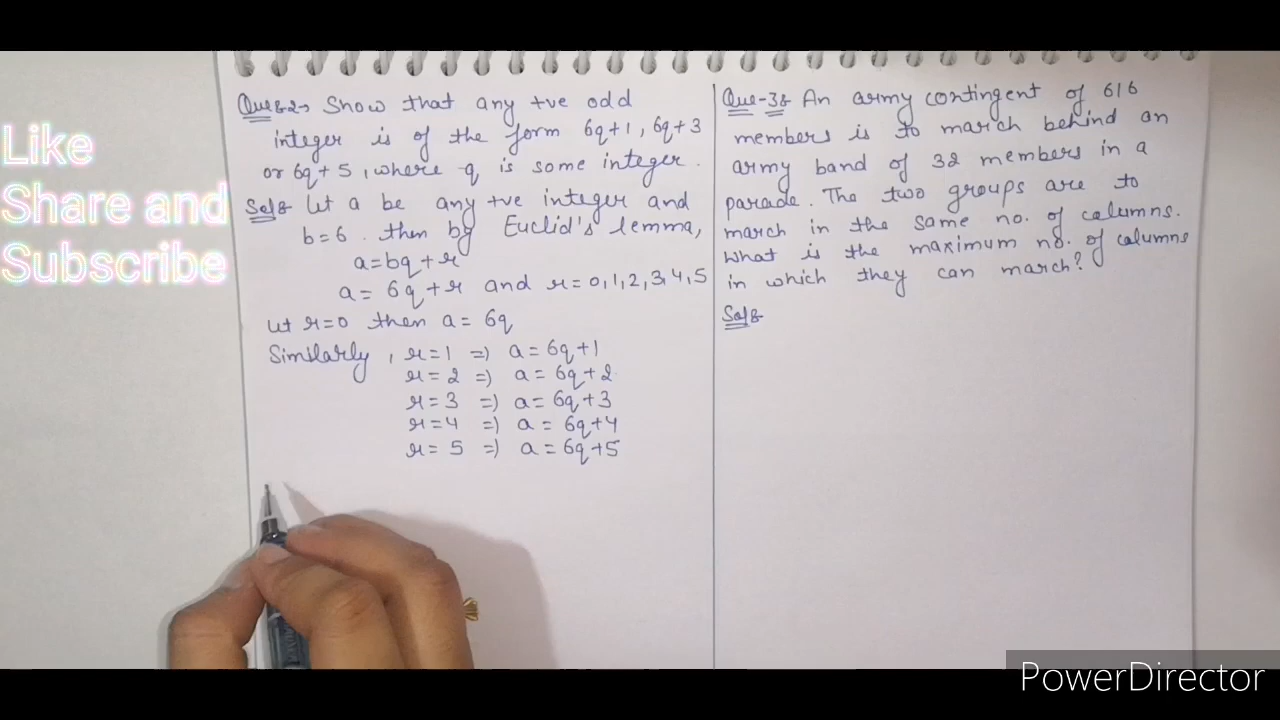 Like
Share and
Subscribe
Que 2→ Show that any +ve odd
integer is of the form 6q+1, 6q+3
or 6q+5, where q is some integer.
Sol: Let a be any +ve integer and
b=6. then by Euclid's lemma,
a=bq+r
a= 6q+r and r=0,1,2,3,4,5
Let r=0 then a= 6q
Similarly, r=1 => a=6q+1
r=2 => a=6q+2
r=3 => a=6q+3
r=4 => a= 6q+4
r= 5 => a=6q+5
Que-3: An army contingent of 616
members is to march behind an
army band of 32 members in a
parade. The two groups are to
march in the same no. of columns.
What is the maximum no. of columns
in which they can march?
Sol:
PowerDirector